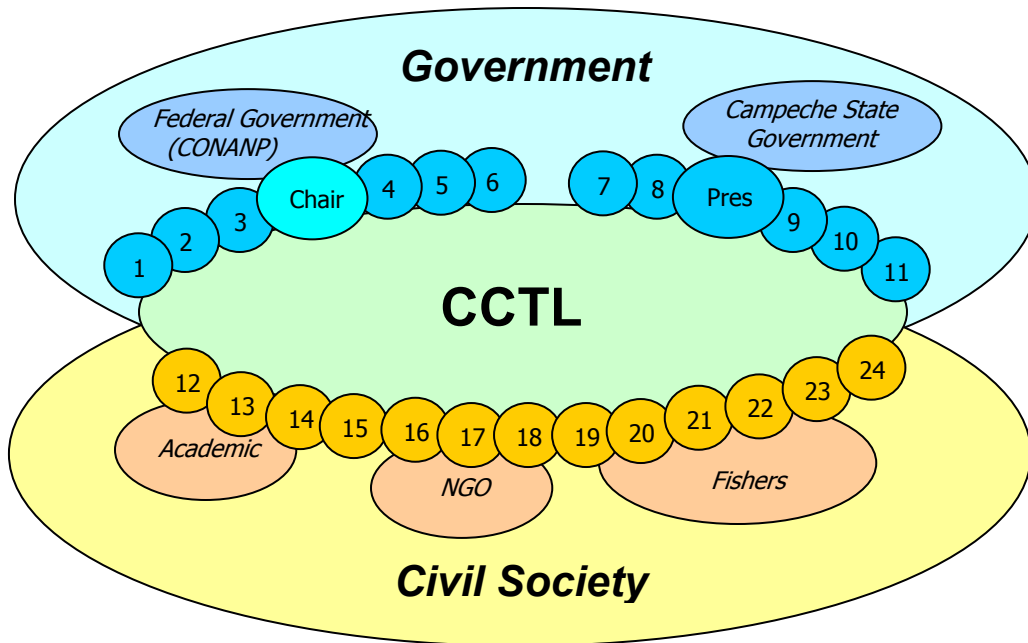 Government
Federal Government
(CONANP)
Campeche State
Government
1
2
3
Chair
4
5
6
7
8
Pres
9
10
11
CCTL
12
13
14
15
16
17
18
19
20
21
22
23
24
Academic
NGO
Fishers
Civil Society